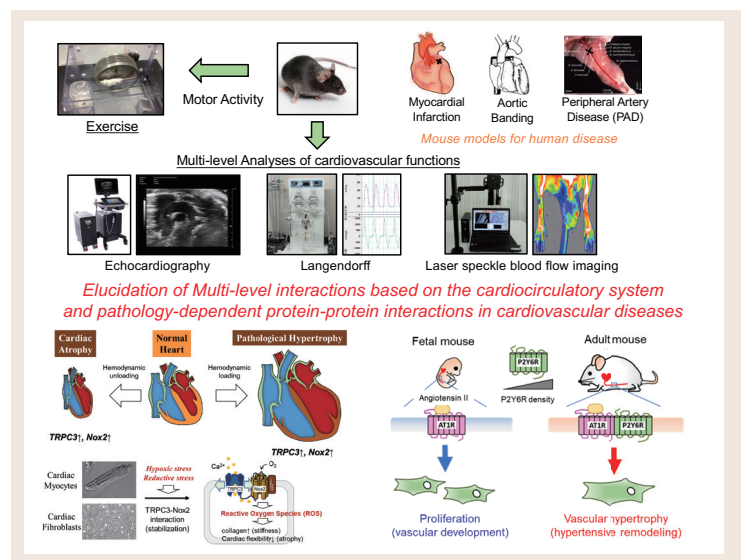 Motor Activity
Exercise
Myocardial
Infarction
Aortic
Banding
Peripheral Artery
Disease (PAD)
Mouse models for human disease
Multi-level Analyses of cardiovascular functions
Echocardiography
Langendorff
Laser speckle blood flow imaging
Elucidation of Multi-level interactions based on the cardiocirculatory system
and pathology-dependent protein-protein interactions in cardiovascular diseases
Cardiac
Atrophy
Normal
Heart
Pathological Hypertrophy
Hemodynamic
unloading
Hemodynamic
loading
TRPC3↑, Nox2↑
TRPC3↑, Nox2↑
Cardiac
Myocytes
Cardiac
Fibroblasts
Hypoxic stress
Reductive stress
TRPC3-Nox2
interaction
(stabilization)
Ca²⁺
O₂
TRPC3
Nox2
Reactive Oxygen Species (ROS)
collagen↑ (stiffness)
Cardiac flexibility↓ (atrophy)
Fetal mouse
Angiotensin II
AT1R
P2Y6R
P2Y6R density
Adult mouse
AT1R
P2Y6R
Proliferation
(vascular development)
Vascular hypertrophy
(hypertensive remodeling)